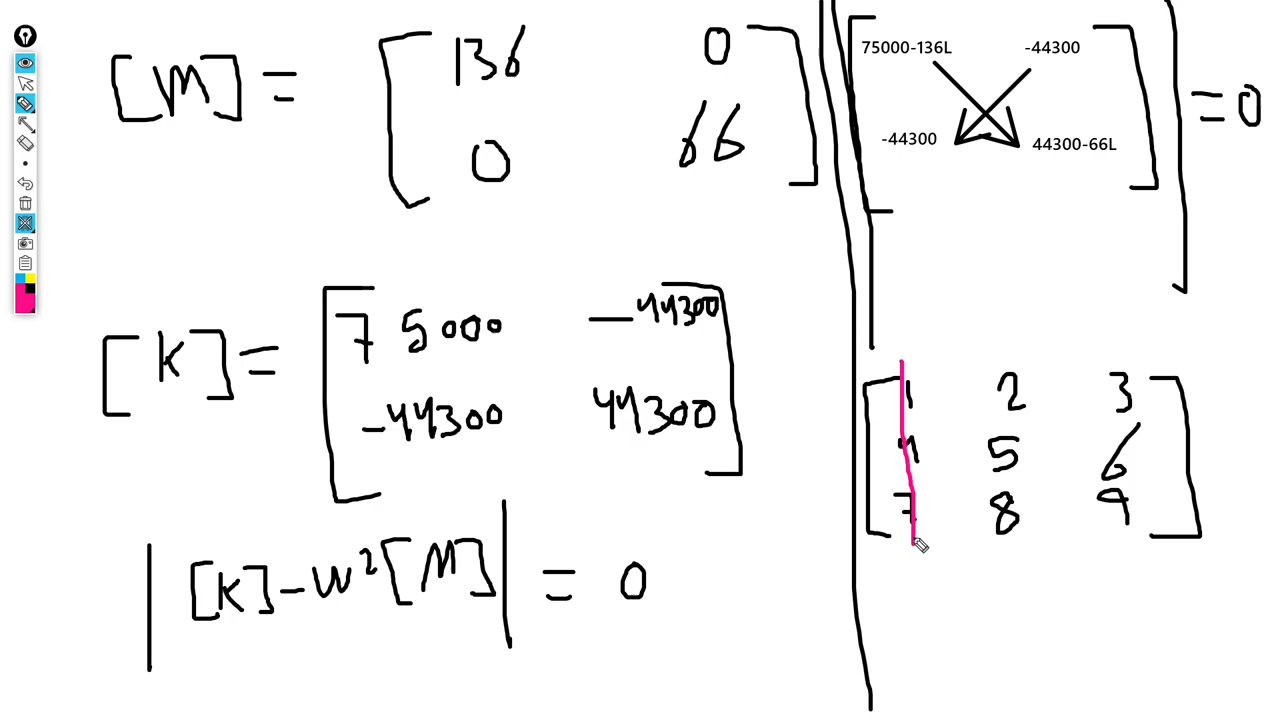 [M] = [ 136 0
0 66 ]
[K] = [ 75000 -44300
-44300 44300 ]
| [K] - W² [M] | = 0
75000-136L -44300
-44300 44300-66L
= 0
1 2 3
4 5 6
7 8 9